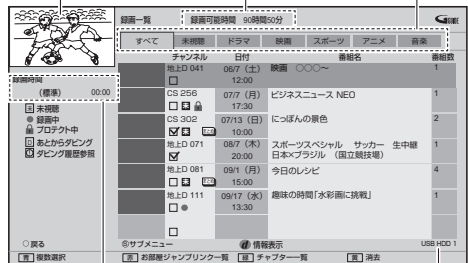 録画一覧 録画可能時間 90時間50分 GGUIDE
すべて 未視聴 ドラマ 映画 スポーツ アニメ 音楽
チャンネル 日付 番組名 番組数
地上D 041 06/7（土） 映画 ○○～ 1
12:00
録画時間
（標準） 00:00
未視聴
録画中
プロテクト中
あとからダビング
ダビング履歴参照
CS 256 07/7（月） ビジネスニュース NEO 1
17:30
CS 302 07/13（日） にっぽんの景色 2
10:00
地上D 071 08/7（木） スポーツスペシャル サッカー 生中継 1
20:00 日本×ブラジル （国立競技場）
地上D 081 09/1（月） 今日のレシピ 4
15:00
地上D 111 09/17（水） 趣味の時間「水彩画に挑戦」 1
13:30
戻る Ⓢサブメニュー d 情報表示 USB HDD 1
青 複数選択 赤 お部屋ジャンプリンク一覧 緑 チャプター一覧 黄 消去